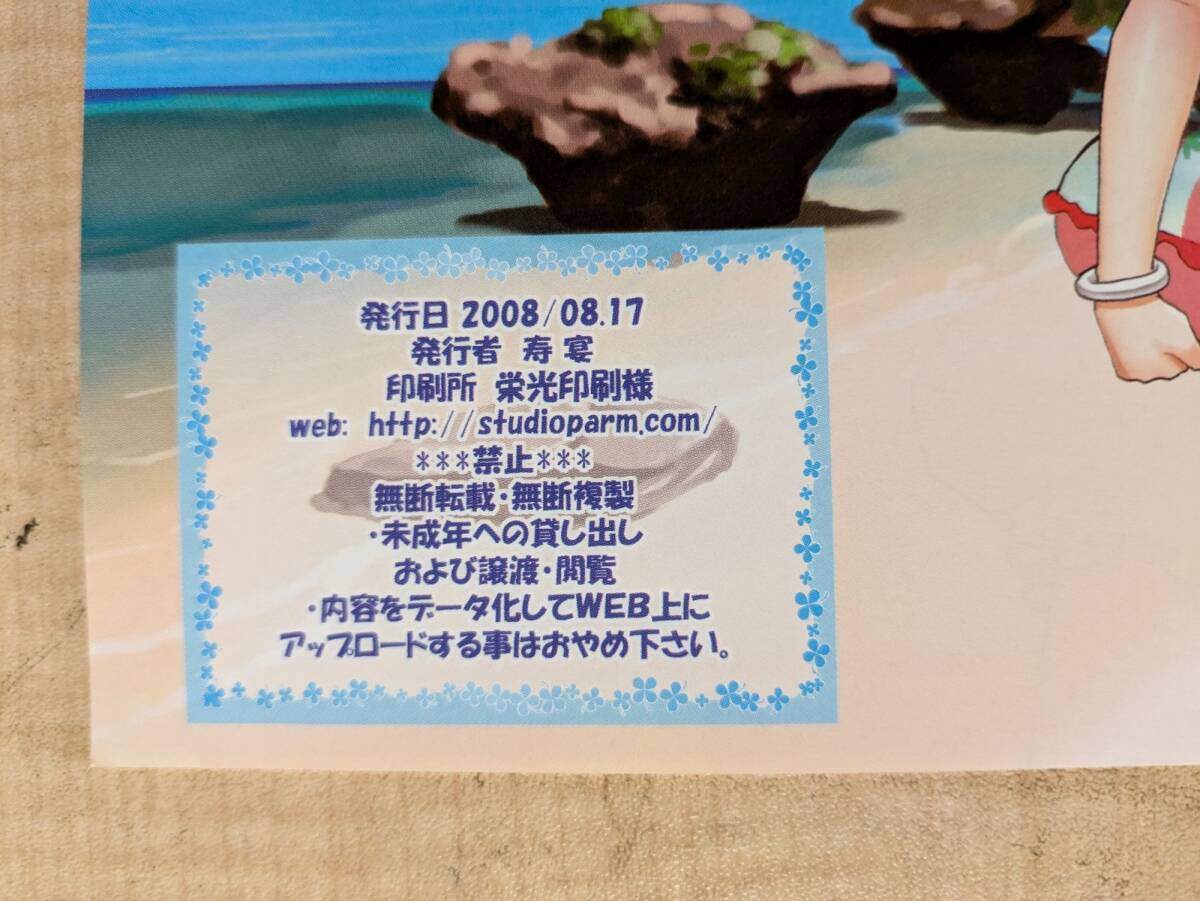 発行日 2008/08.17
発行者 寿 宴
印刷所 栄光印刷様
web: http://studioparm.com/
***禁止***
無断転載・無断複製
・未成年への貸し出し
および譲渡・閲覧
・内容をデータ化してWEB上に
アップロードする事はおやめ下さい。